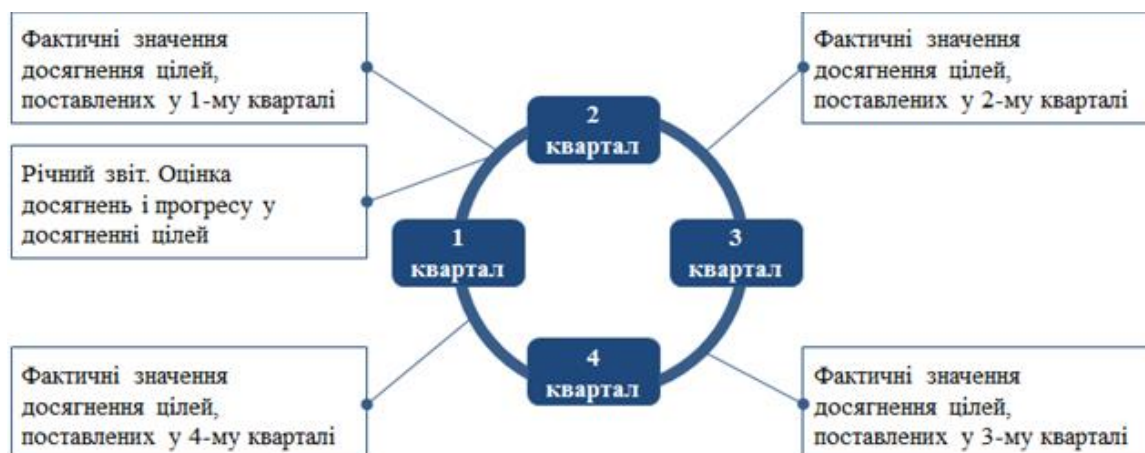 Фактичні значення
досягнення цілей,
поставлених у 1-му кварталі
Фактичні значення
досягнення цілей,
поставлених у 2-му кварталі
2
квартал
Річний звіт. Оцінка
досягнень і прогресу у
досягненні цілей
1
квартал
3
квартал
4
квартал
Фактичні значення
досягнення цілей,
поставлених у 4-му кварталі
Фактичні значення
досягнення цілей,
поставлених у 3-му кварталі